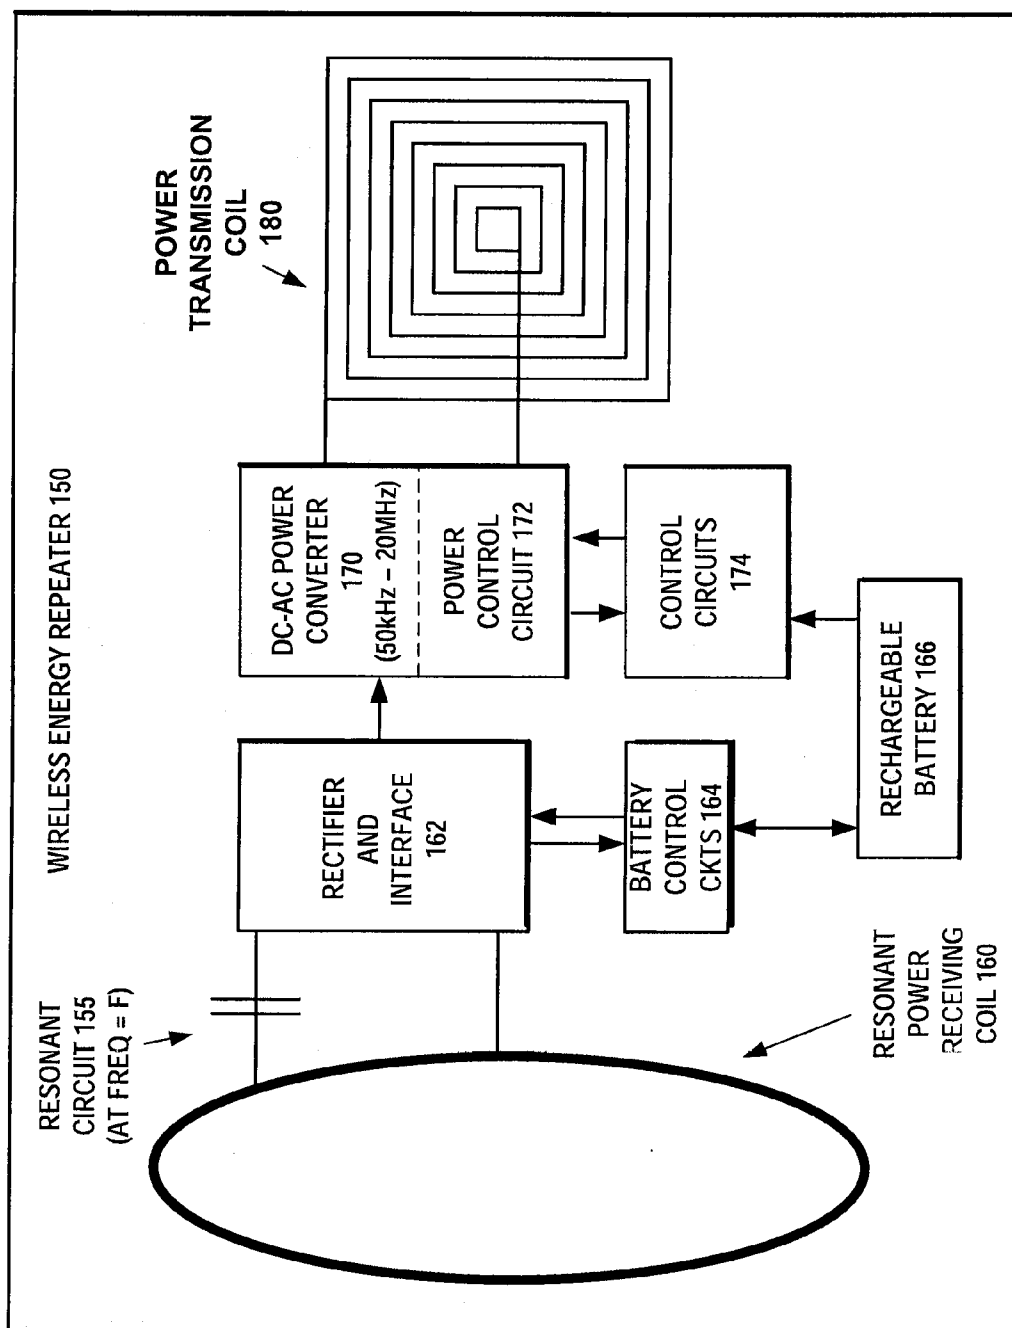 WIRELESS ENERGY REPEATER 150
RESONANT
CIRCUIT 155
(AT FREQ = F)
RECTIFIER
AND
INTERFACE
162
DC-AC POWER
CONVERTER
170
(50kHz – 20MHz)
POWER
CONTROL
CIRCUIT 172
POWER
TRANSMISSION
COIL
180
BATTERY
CONTROL
CKTS 164
CONTROL
CIRCUITS
174
RECHARGEABLE
BATTERY 166
RESONANT
POWER
RECEIVING
COIL 160